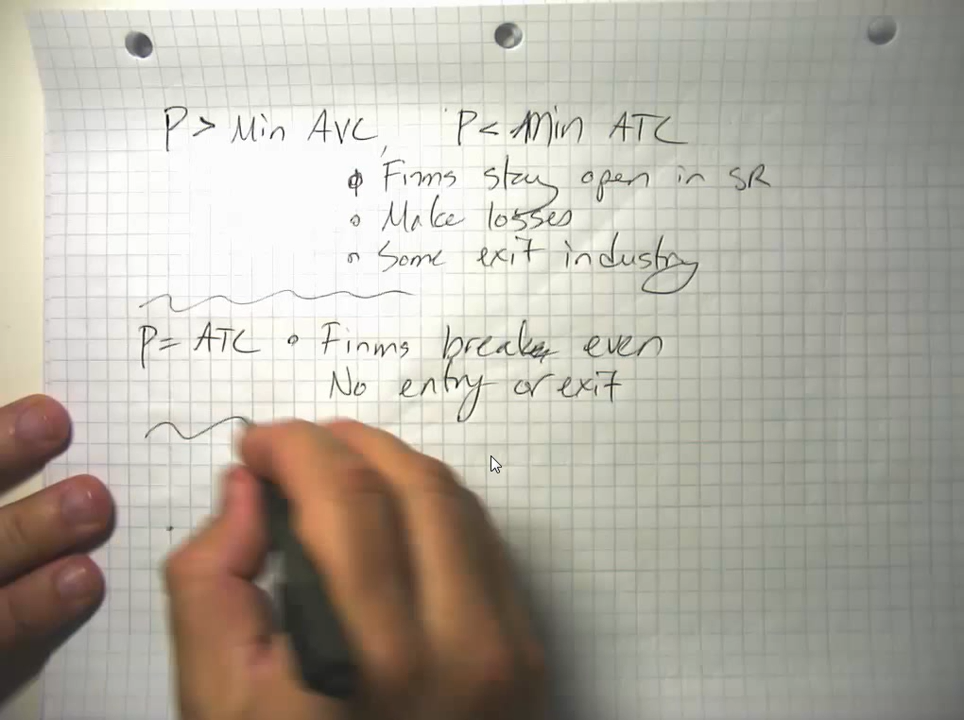 P > Min AVC, P < Min ATC
Firms stay open in SR
Make losses
Some exit industry
P = ATC • Firms break even
No entry or exit